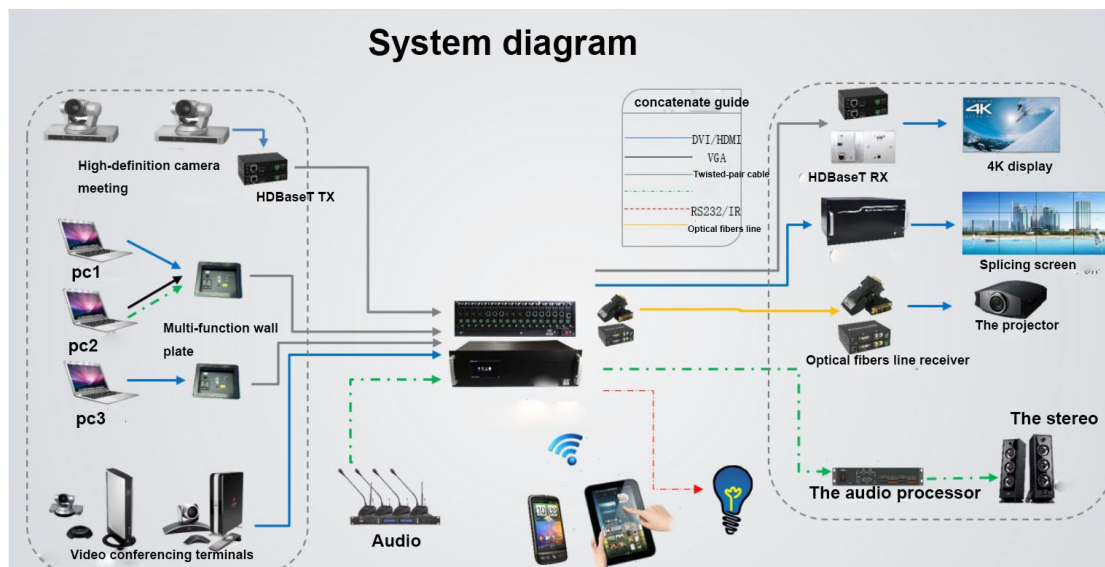 System diagram
High-definition camera
meeting
HDBaseT TX
pc1
pc2
pc3
Multi-function wall
plate
Video conferencing terminals
Audio
concatenate guide
DVI/HDMI
VGA
Twisted-pair cable
RS232/IR
Optical fibers line
HDBaseT RX
4K
4K display
Splicing screen
The projector
Optical fibers line receiver
The stereo
The audio processor